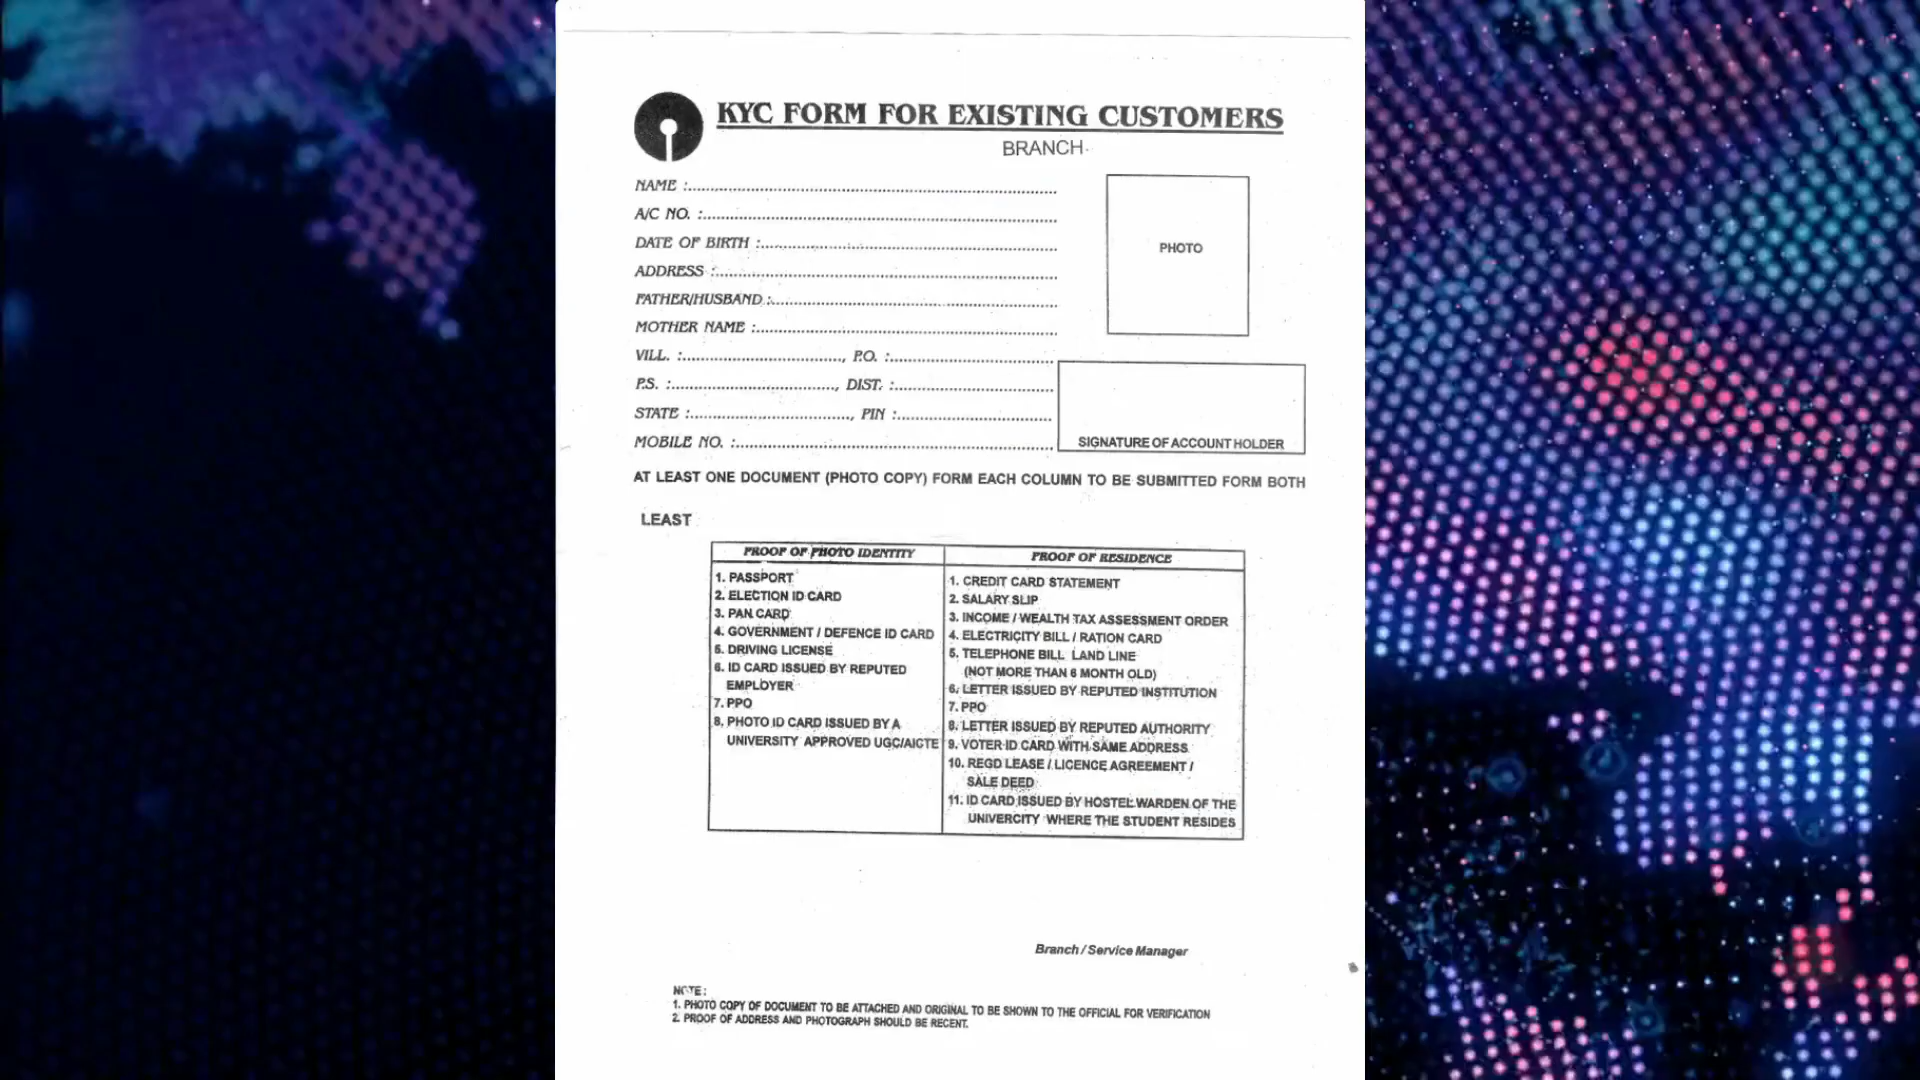 KYC FORM FOR EXISTING CUSTOMERS
BRANCH
NAME :
A/C NO. :
DATE OF BIRTH :
ADDRESS :
FATHER/HUSBAND :
MOTHER NAME :
VILL. : , P.O. :
P.S. : , DIST. :
STATE : , PIN :
MOBILE NO. :
PHOTO
SIGNATURE OF ACCOUNT HOLDER
AT LEAST ONE DOCUMENT (PHOTO COPY) FORM EACH COLUMN TO BE SUBMITTED FORM BOTH
LEAST
PROOF OF PHOTO IDENTITY
1. PASSPORT
2. ELECTION ID CARD
3. PAN CARD
4. GOVERNMENT / DEFENCE ID CARD
5. DRIVING LICENSE
6. ID CARD ISSUED BY REPUTED
EMPLOYER
7. PPO
8. PHOTO ID CARD ISSUED BY A
UNIVERSITY APPROVED UGC/AICTE
PROOF OF RESIDENCE
1. CREDIT CARD STATEMENT
2. SALARY SLIP
3. INCOME / WEALTH TAX ASSESSMENT ORDER
4. ELECTRICITY BILL / RATION CARD
5. TELEPHONE BILL LAND LINE
(NOT MORE THAN 6 MONTH OLD)
6. LETTER ISSUED BY REPUTED INSTITUTION
7. PPO
8. LETTER ISSUED BY REPUTED AUTHORITY
9. VOTER ID CARD WITH SAME ADDRESS
10. REGD LEASE / LICENCE AGREEMENT /
SALE DEED
11. ID CARD ISSUED BY HOSTEL WARDEN OF THE
UNIVERCITY WHERE THE STUDENT RESIDES
Branch / Service Manager
NOTE :
1. PHOTO COPY OF DOCUMENT TO BE ATTACHED AND ORIGINAL TO BE SHOWN TO THE OFFICIAL FOR VERIFICATION
2. PROOF OF ADDRESS AND PHOTOGRAPH SHOULD BE RECENT.